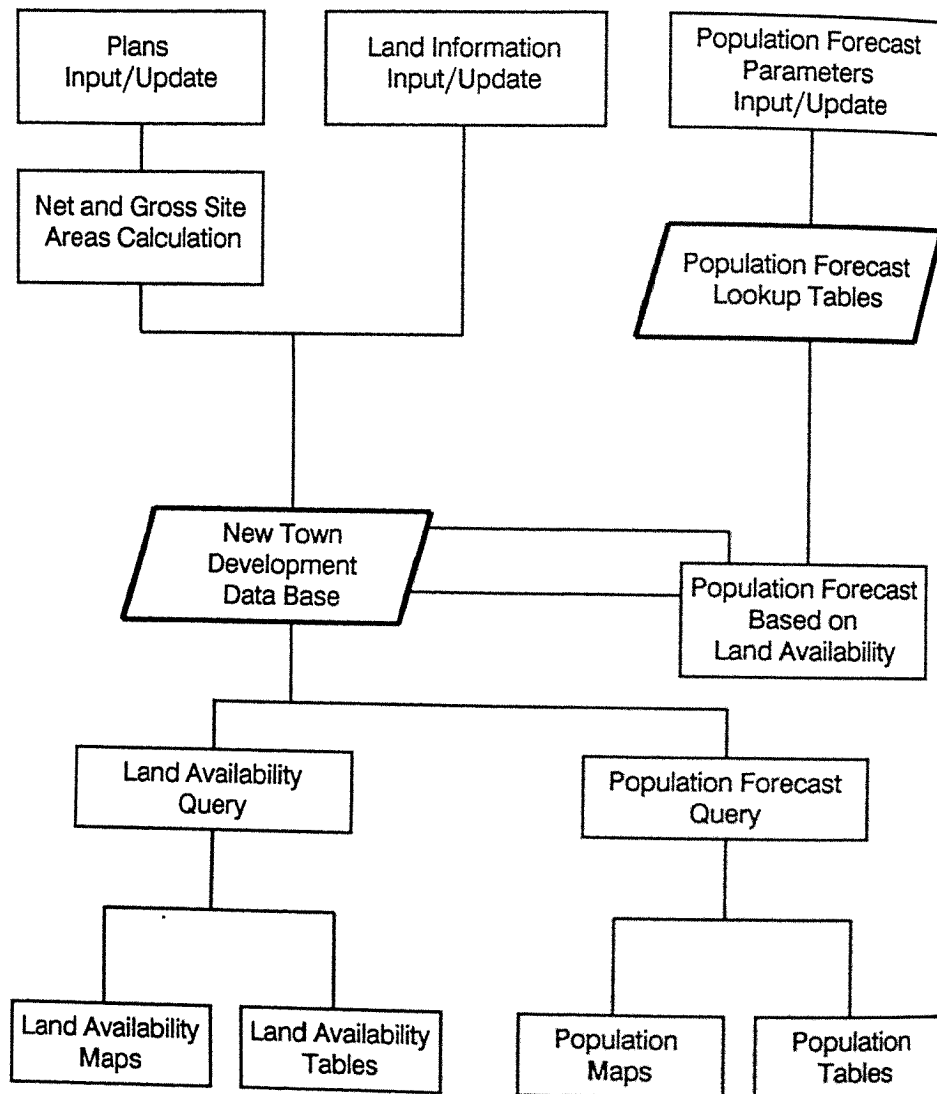 Plans
Input/Update
Land Information
Input/Update
Population Forecast
Parameters
Input/Update
Net and Gross Site
Areas Calculation
Population Forecast
Lookup Tables
New Town
Development
Data Base
Population Forecast
Based on
Land Availability
Land Availability
Query
Population Forecast
Query
Land Availability
Maps
Land Availability
Tables
Population
Maps
Population
Tables